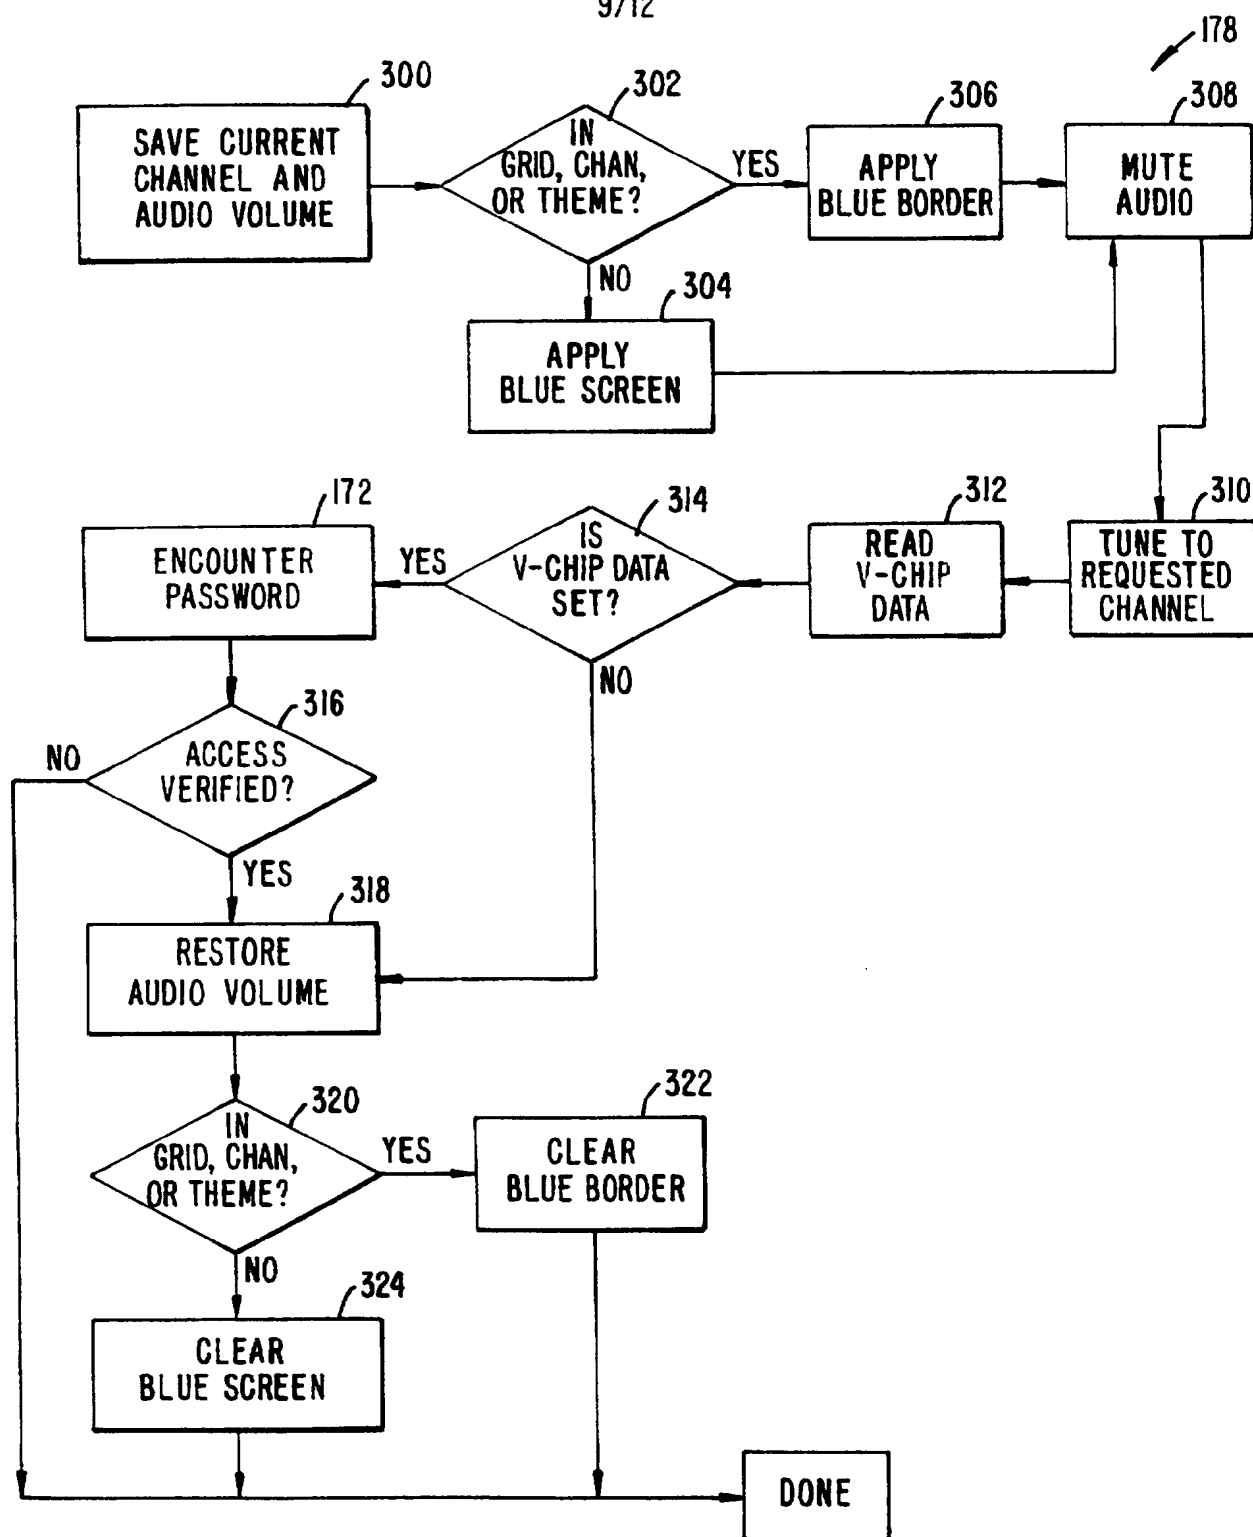 9/12
178
300
SAVE CURRENT
CHANNEL AND
AUDIO VOLUME
302
IN
GRID, CHAN,
OR THEME?
YES
NO
306
APPLY
BLUE BORDER
308
MUTE
AUDIO
304
APPLY
BLUE SCREEN
310
TUNE TO
REQUESTED
CHANNEL
312
READ
V-CHIP
DATA
314
IS
V-CHIP DATA
SET?
YES
NO
172
ENCOUNTER
PASSWORD
316
ACCESS
VERIFIED?
NO
YES
318
RESTORE
AUDIO VOLUME
320
IN
GRID, CHAN,
OR THEME?
YES
NO
322
CLEAR
BLUE BORDER
324
CLEAR
BLUE SCREEN
DONE